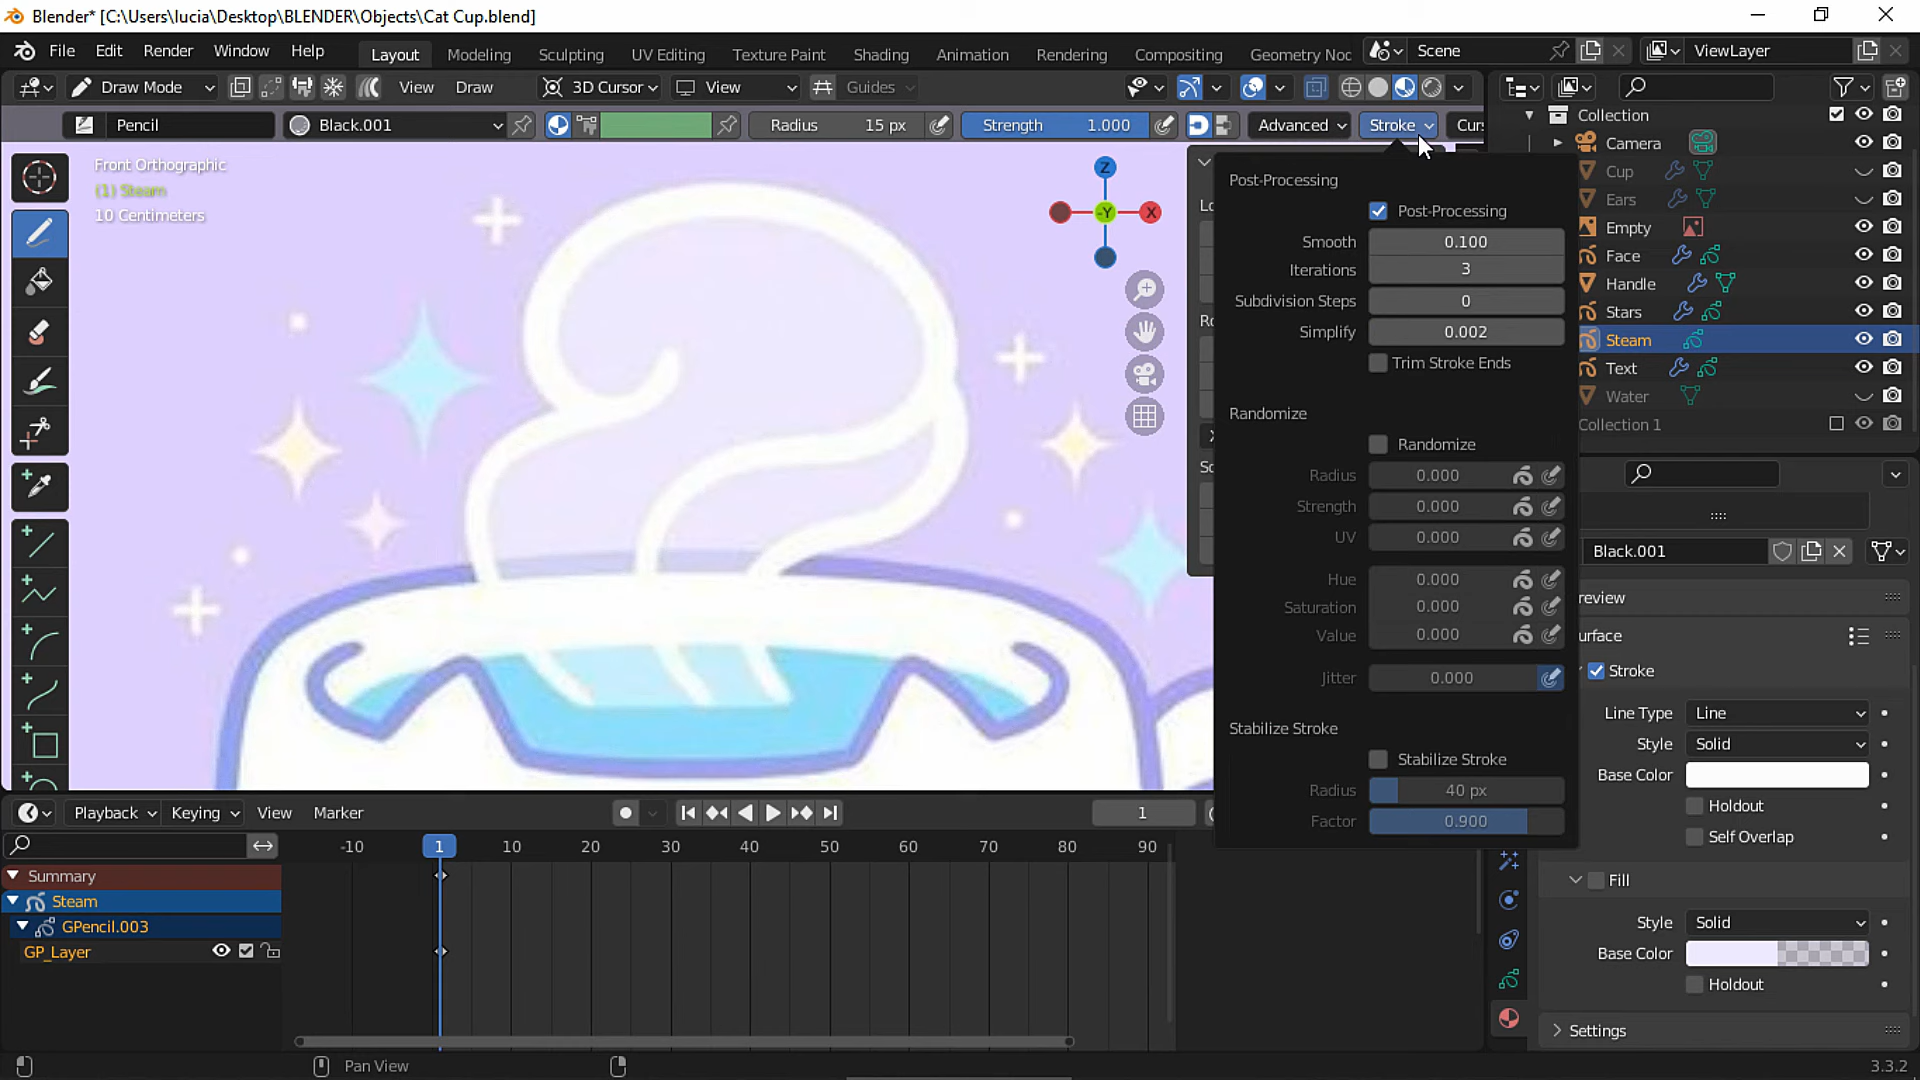 Blender* [C:\Users\lucia\Desktop\BLENDER\Objects\Cat Cup.blend]
File Edit Render Window Help Layout Modeling Sculpting UV Editing Texture Paint Shading Animation Rendering Compositing Geometry Noc Scene ViewLayer
Draw Mode View Draw 3D Cursor View Guides
Pencil Black.001 Radius 15 px Strength 1.000 Advanced Stroke Curs
Front Orthographic
(1) Steam
10 Centimeters
Z
-Y
X
Post-Processing
Post-Processing
Smooth 0.100
Iterations 3
Subdivision Steps 0
Simplify 0.002
Trim Stroke Ends
Randomize
Randomize
Radius 0.000
Strength 0.000
UV 0.000
Hue 0.000
Saturation 0.000
Value 0.000
Jitter 0.000
Stabilize Stroke
Stabilize Stroke
Radius 40 px
Factor 0.900
Collection
Camera
Cup
Ears
Empty
Face
Handle
Stars
Steam
Text
Water
Collection 1
Black.001
review
urface
Stroke
Line Type Line
Style Solid
Base Color
Holdout
Self Overlap
Fill
Style Solid
Base Color
Holdout
Settings
Playback Keying View Marker 1
-10 1 10 20 30 40 50 60 70 80 90
Summary
Steam
GPencil.003
GP_Layer
Pan View
3.3.2